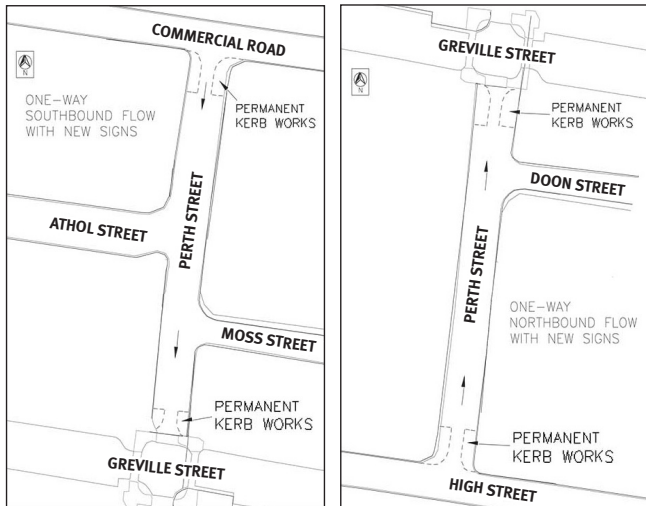 COMMERCIAL ROAD
N
ONE-WAY
SOUTHBOUND FLOW
WITH NEW SIGNS
PERMANENT
KERB WORKS
ATHOL STREET
PERTH STREET
MOSS STREET
PERMANENT
KERB WORKS
GREVILLE STREET
GREVILLE STREET
N
PERMANENT
KERB WORKS
DOON STREET
PERTH STREET
ONE-WAY
NORTHBOUND FLOW
WITH NEW SIGNS
PERMANENT
KERB WORKS
HIGH STREET